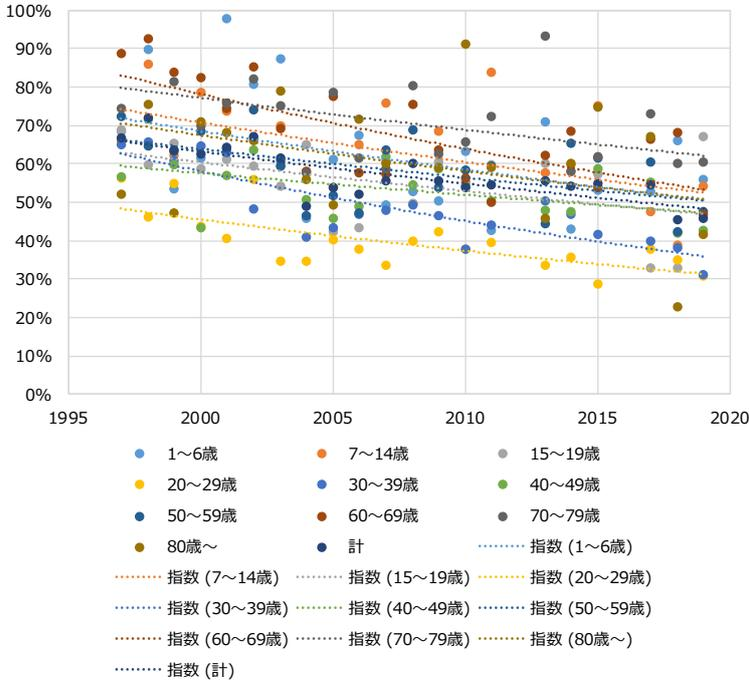 100%
90%
80%
70%
60%
50%
40%
30%
20%
10%
0%
1995 2000 2005 2010 2015 2020
1～6歳 7～14歳 15～19歳
20～29歳 30～39歳 40～49歳
50～59歳 60～69歳 70～79歳
80歳～ 計 指数 (1～6歳)
指数 (7～14歳) 指数 (15～19歳) 指数 (20～29歳)
指数 (30～39歳) 指数 (40～49歳) 指数 (50～59歳)
指数 (60～69歳) 指数 (70～79歳) 指数 (80歳～)
指数 (計)